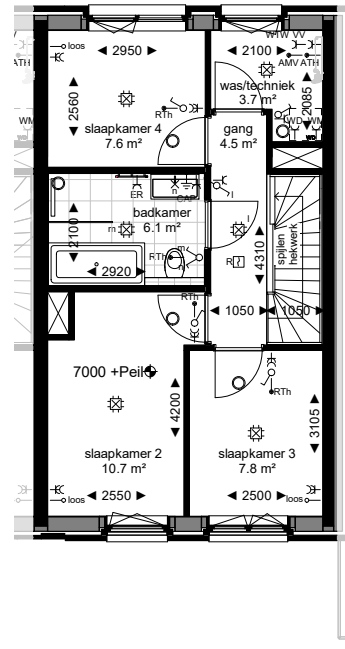 loos
2950
2560
RTh
slaapkamer 4
7.6 m²
WTW VV
2100
AMV ATH
ATH
was/techniek
3.7 m²
2085
WM
WD
WM
gang
4.5 m²
ER
n
CAP
l
badkamer
6.1 m²
2100
m
RTh
m
n
2920
l
R
4310
spijlen
hekwerk
1050
1050
RTh
7000 +Peil
RTh
4200
3105
slaapkamer 2
10.7 m²
slaapkamer 3
7.8 m²
2550
2500
loos
loos